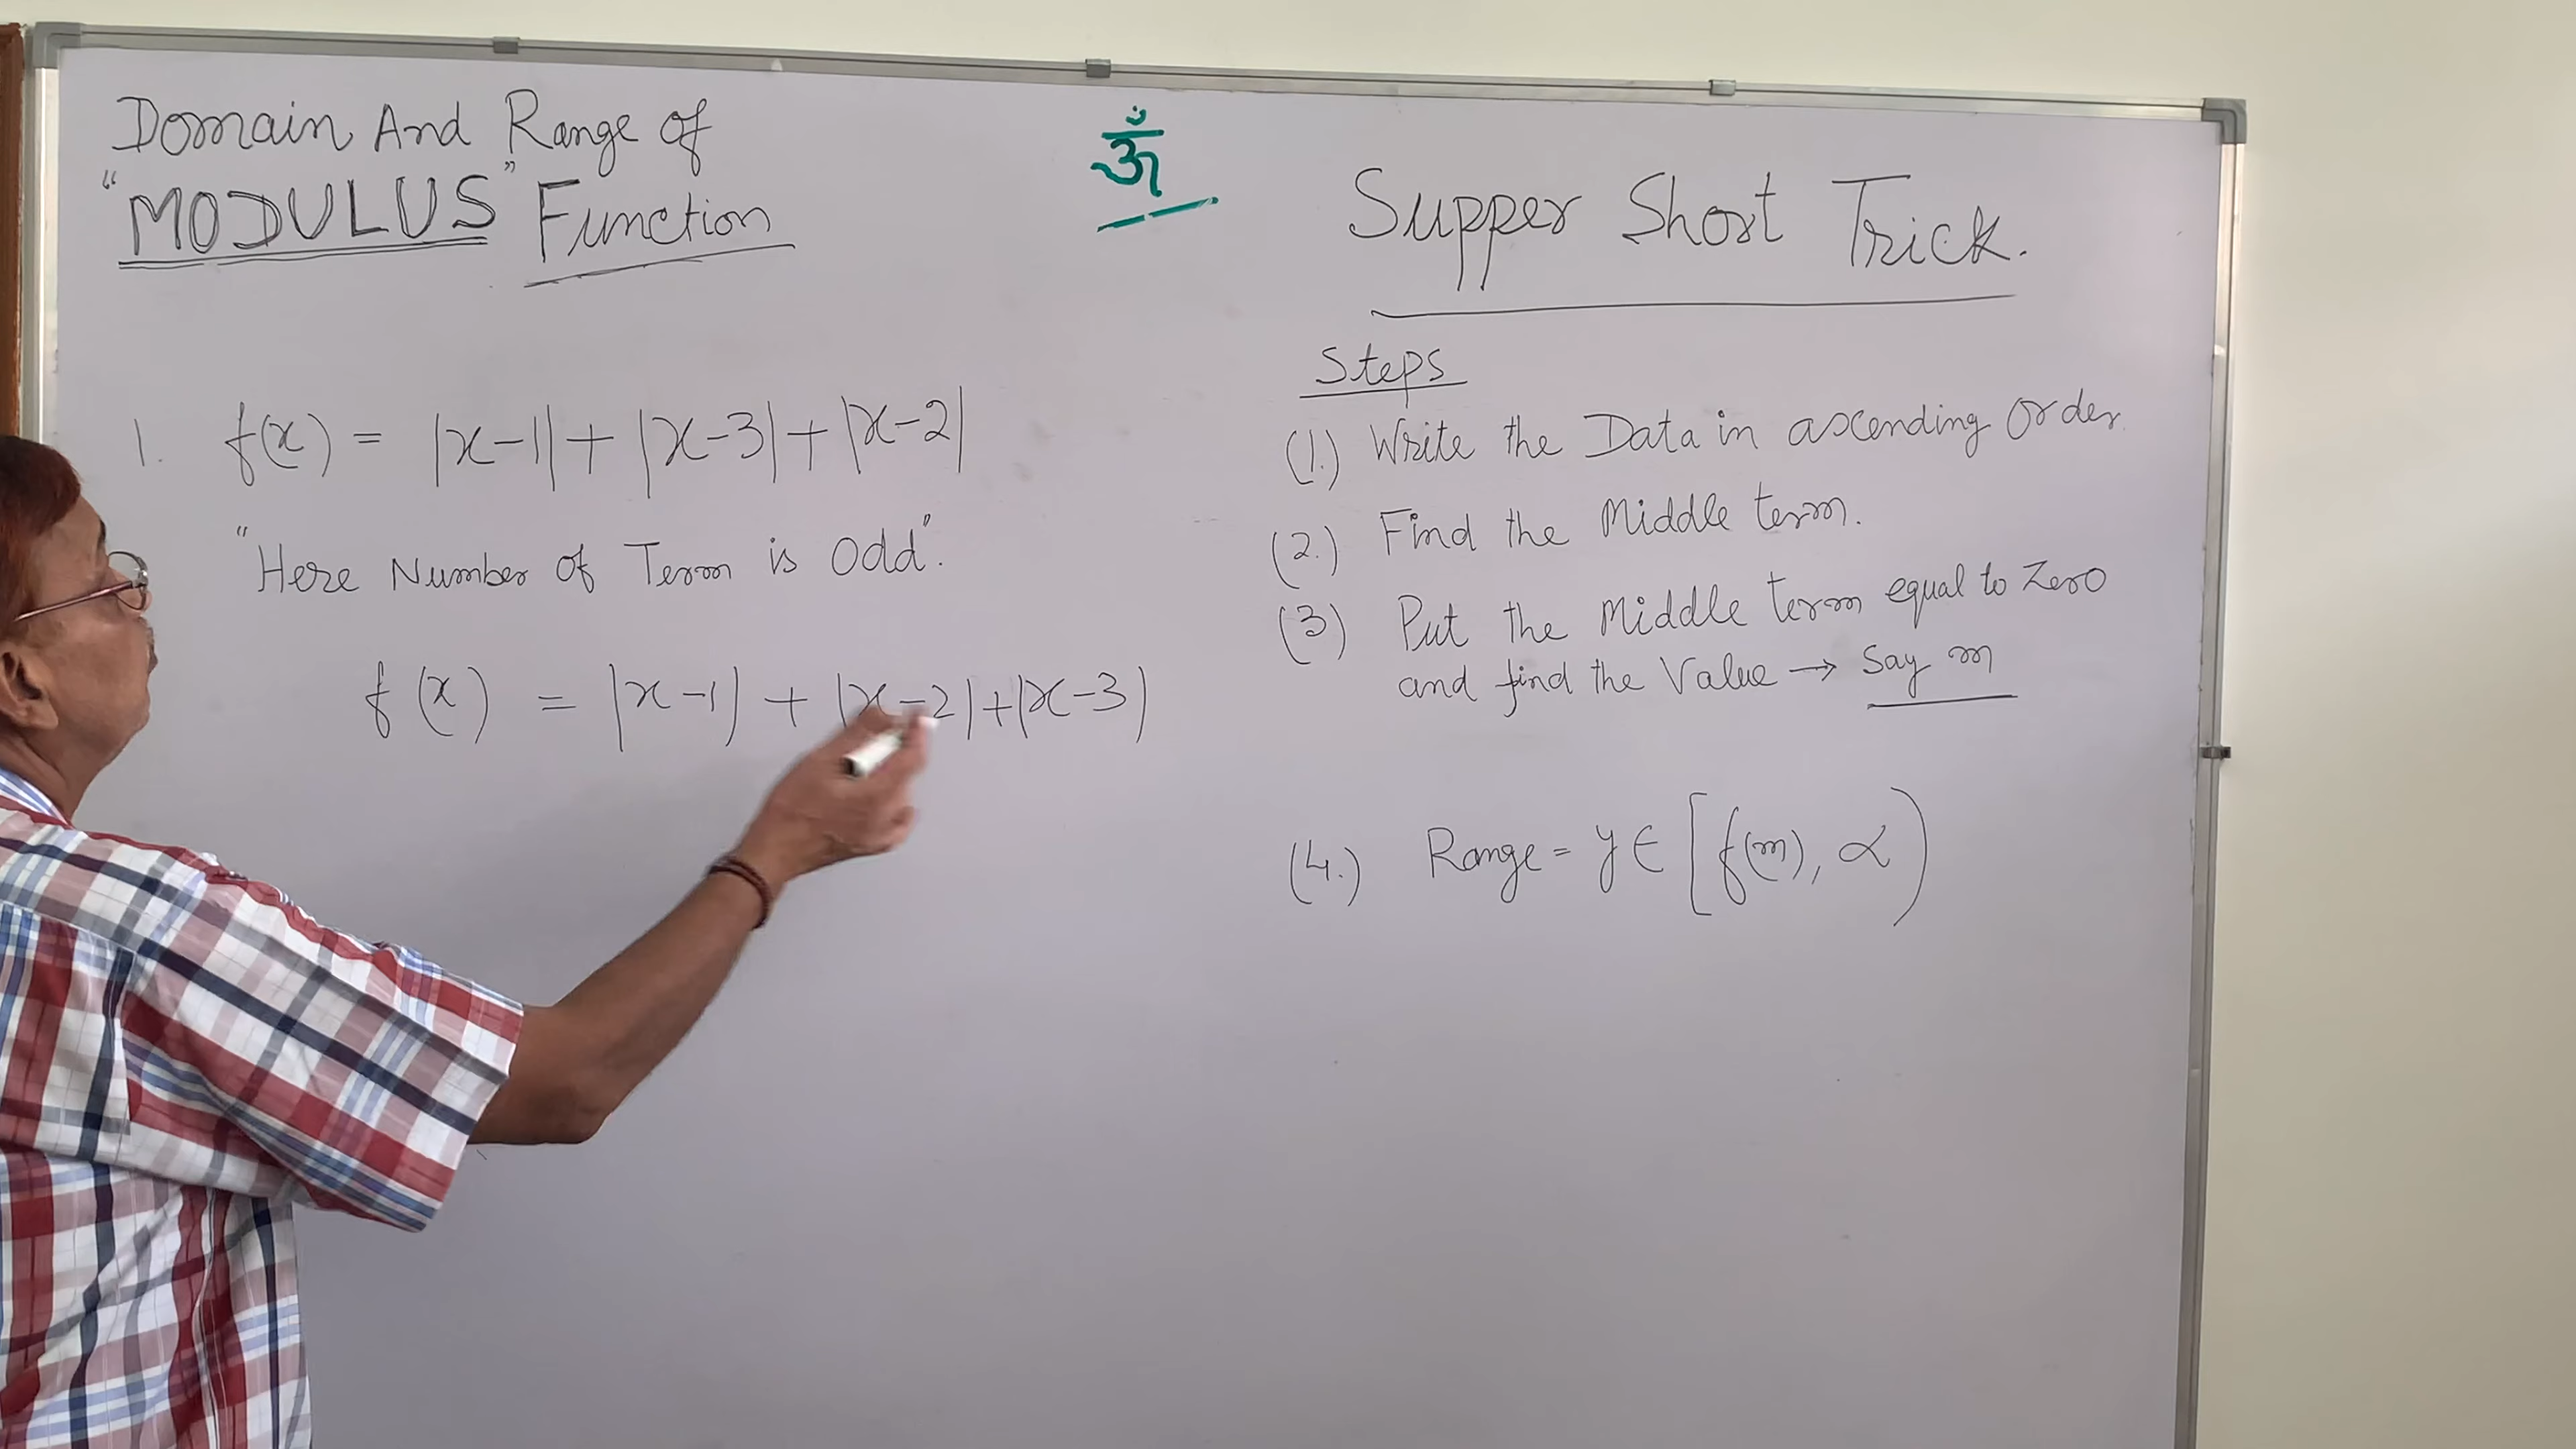 Domain And Range of
"MODULUS" Function
ॐ
1. f(x) = |x-1| + |x-3| + |x-2|
"Here Number of Term is Odd".
f(x) = |x-1| + |x-2| + |x-3|
Supper Short Trick.
Steps
(1.) Write the Data in ascending Order.
(2.) Find the Middle term.
(3) Put the Middle term equal to Zero
and find the Value → Say m
(4.) Range = y ∈ [f(m), ∝)